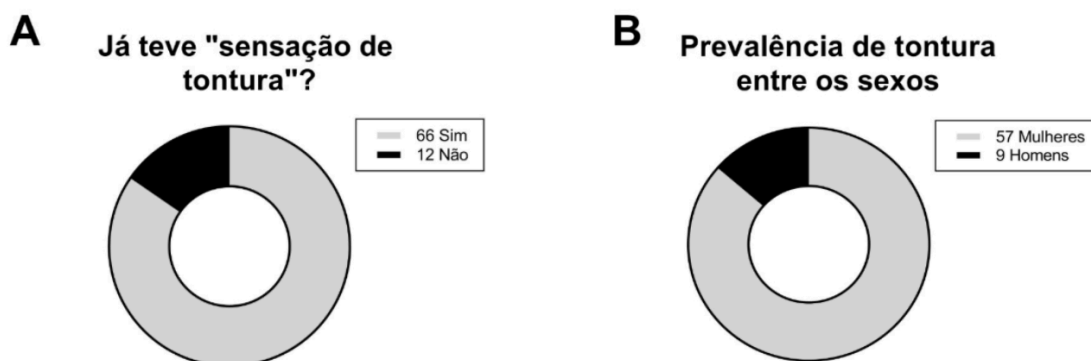 A
Já teve "sensação de
tontura"?
66 Sim
12 Não
B
Prevalência de tontura
entre os sexos
57 Mulheres
9 Homens